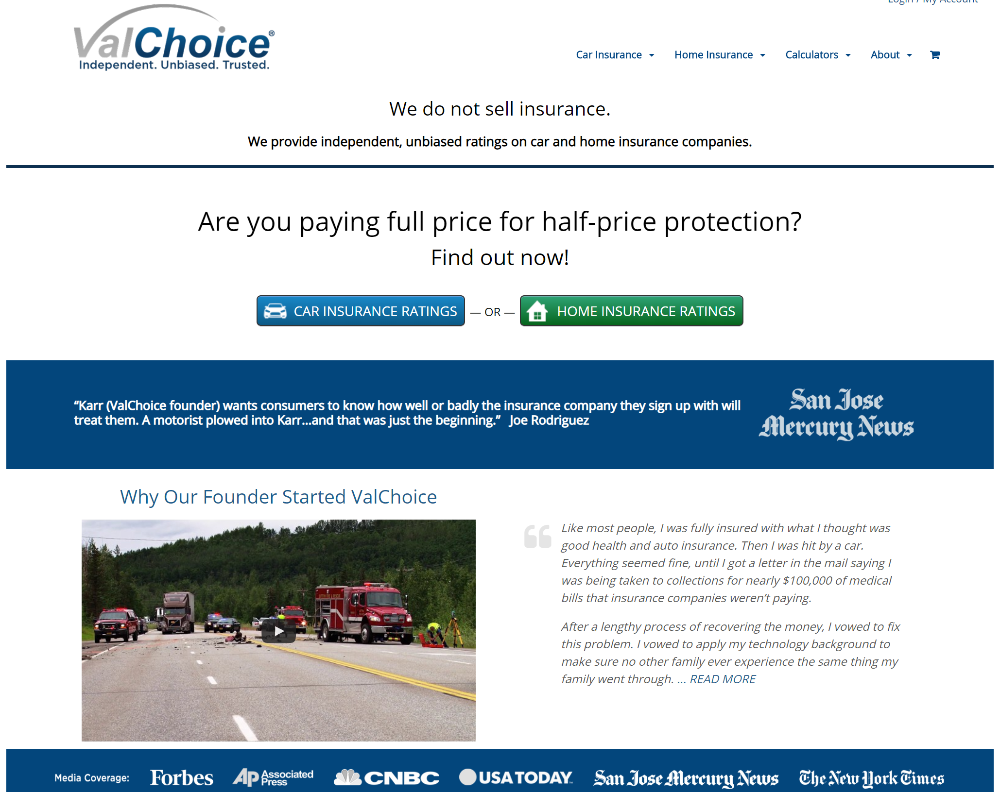 Login / My Account
ValChoice®
Independent. Unbiased. Trusted.
Car Insurance
Home Insurance
Calculators
About
We do not sell insurance.
We provide independent, unbiased ratings on car and home insurance companies.
Are you paying full price for half-price protection?
Find out now!
CAR INSURANCE RATINGS
— OR —
HOME INSURANCE RATINGS
“Karr (ValChoice founder) wants consumers to know how well or badly the insurance company they sign up with will
treat them. A motorist plowed into Karr...and that was just the beginning.” Joe Rodriguez
San Jose
Mercury News
Why Our Founder Started ValChoice
Like most people, I was fully insured with what I thought was
good health and auto insurance. Then I was hit by a car.
Everything seemed fine, until I got a letter in the mail saying I
was being taken to collections for nearly $100,000 of medical
bills that insurance companies weren’t paying.
After a lengthy process of recovering the money, I vowed to fix
this problem. I vowed to apply my technology background to
make sure no other family ever experience the same thing my
family went through. ... READ MORE
Media Coverage:
Forbes
AP Associated
Press
CNBC
USA TODAY
San Jose Mercury News
The New York Times